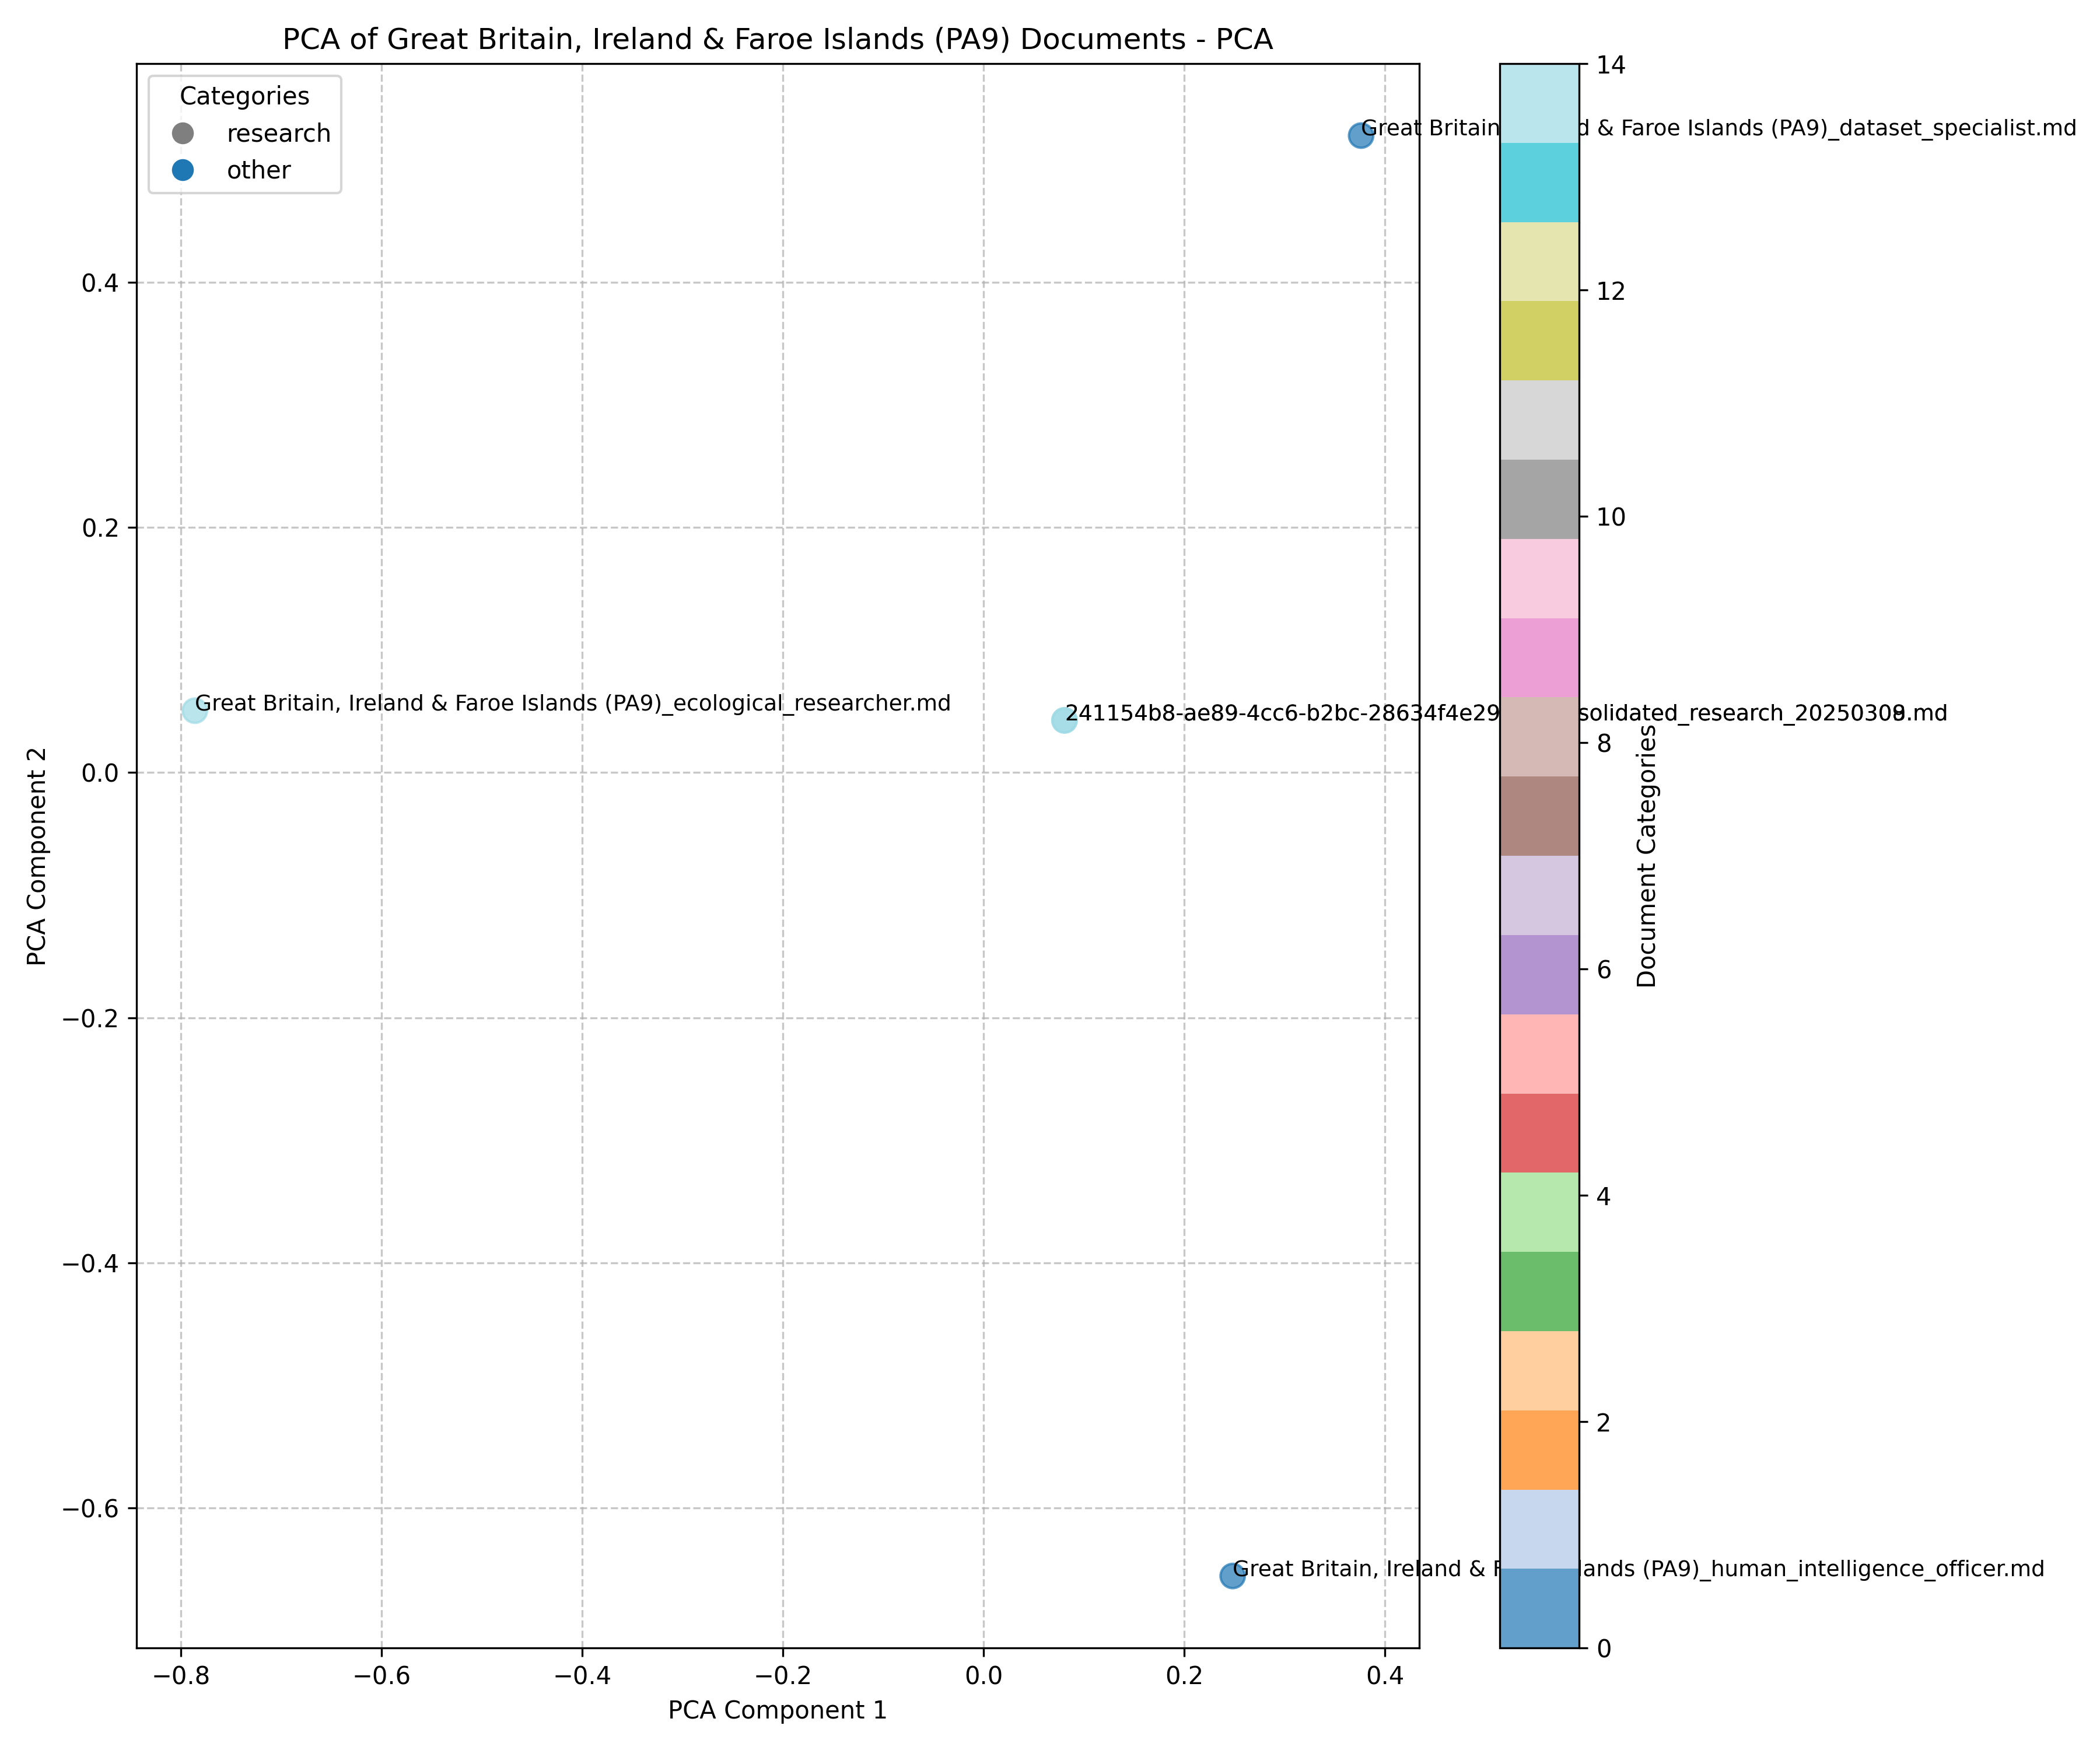 PCA of Great Britain, Ireland & Faroe Islands (PA9) Documents - PCA
Categories
research
other
Great Britain d & Faroe Islands (PA9)_dataset_specialist.md
Great Britain, Ireland & Faroe Islands (PA9)_ecological_researcher.md
241154b8-ae89-4cc6-b2bc-28634f4e29 solidated_research_2025030 .md
Great Britain, Ireland & F lands (PA9)_human_intelligence_officer.md
0.4
0.2
0.0
−0.2
−0.4
−0.6
PCA Component 2
−0.8
−0.6
−0.4
−0.2
0.0
0.2
0.4
PCA Component 1
14
12
10
8
6
4
2
0
Document Categories